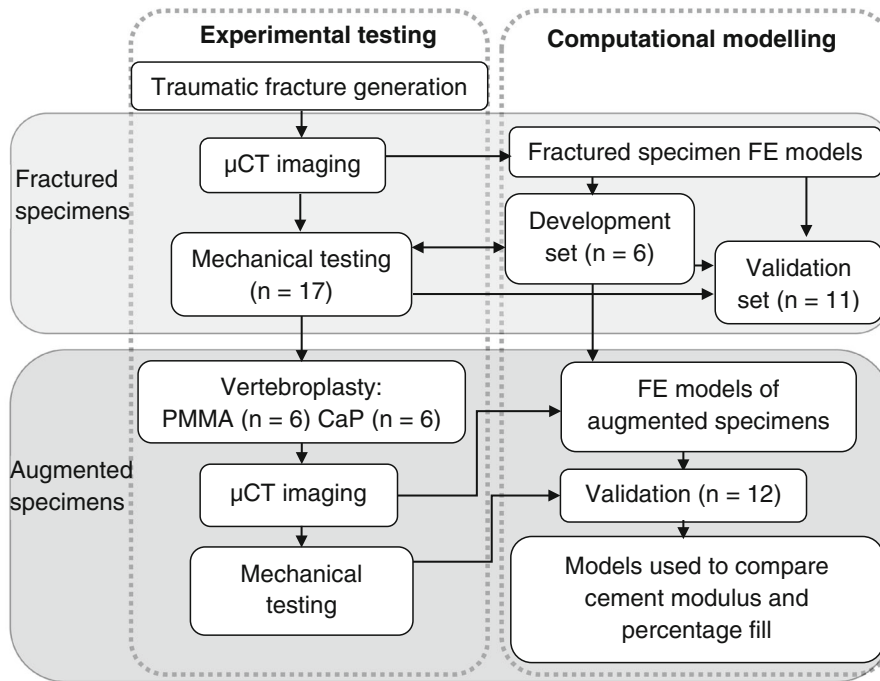 Experimental testing
Computational modelling
Traumatic fracture generation
Fractured
specimens
μCT imaging
Fractured specimen FE models
Mechanical testing
(n = 17)
Development
set (n = 6)
Validation
set (n = 11)
Augmented
specimens
Vertebroplasty:
PMMA (n = 6) CaP (n = 6)
FE models of
augmented specimens
μCT imaging
Validation (n = 12)
Mechanical
testing
Models used to compare
cement modulus and
percentage fill